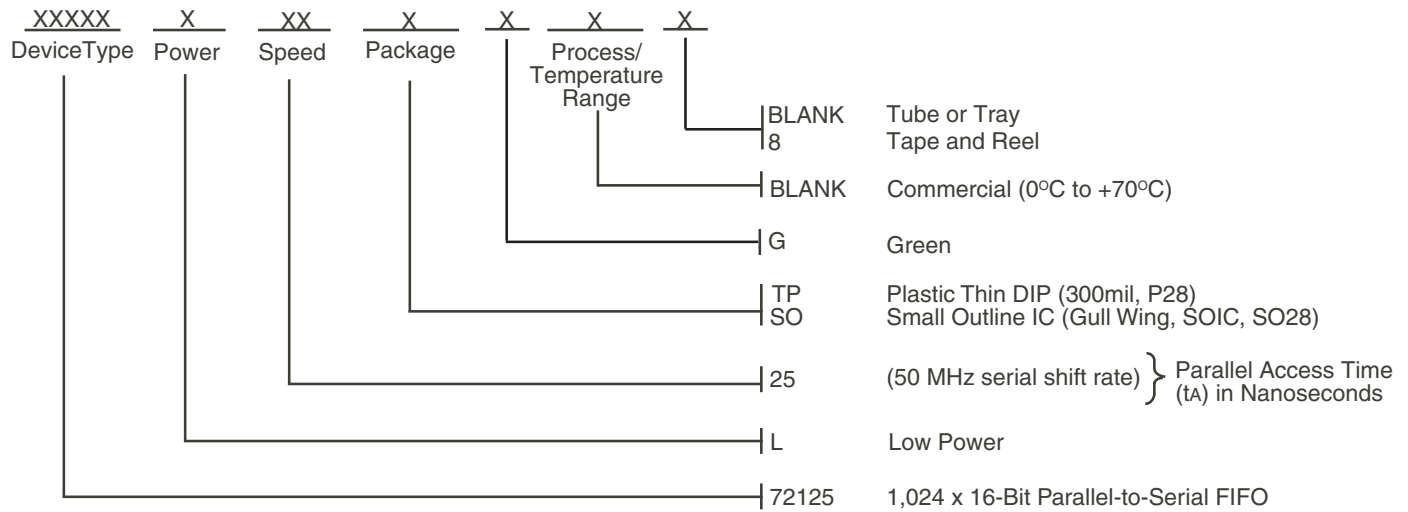 XXXXX X XX X X X X
DeviceType Power Speed Package Process/
Temperature
Range
BLANK Tube or Tray
8 Tape and Reel
BLANK Commercial (0°C to +70°C)
G Green
TP Plastic Thin DIP (300mil, P28)
SO Small Outline IC (Gull Wing, SOIC, SO28)
25 (50 MHz serial shift rate) } Parallel Access Time
(tA) in Nanoseconds
L Low Power
72125 1,024 x 16-Bit Parallel-to-Serial FIFO